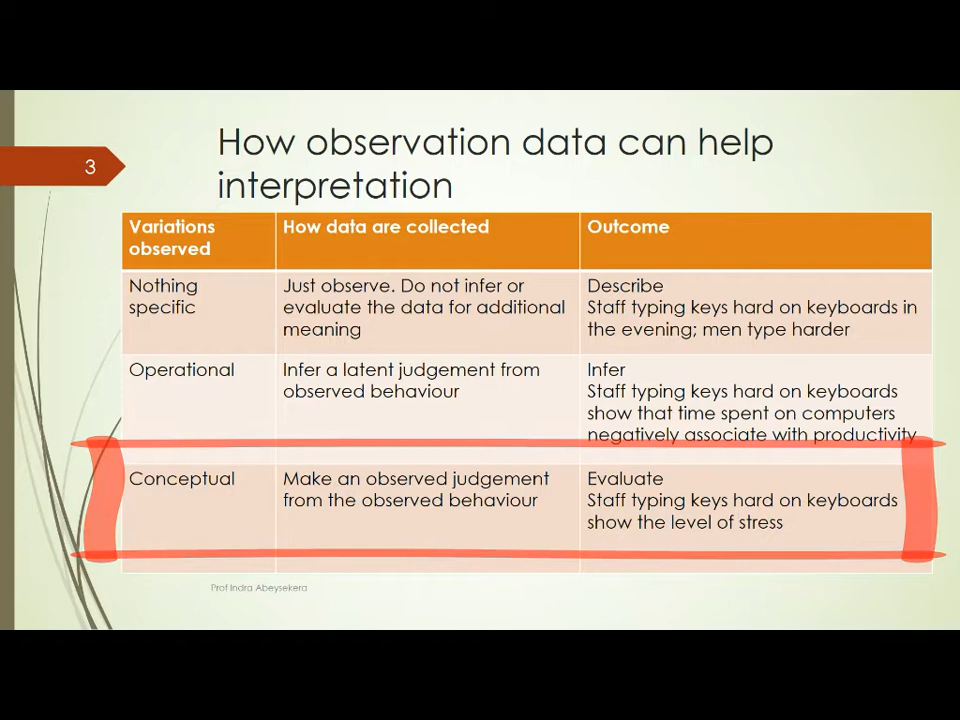 How observation data can help
interpretation
3
Variations
observed
How data are collected
Outcome
Nothing
specific
Just observe. Do not infer or
evaluate the data for additional
meaning
Describe
Staff typing keys hard on keyboards in
the evening; men type harder
Operational
Infer a latent judgement from
observed behaviour
Infer
Staff typing keys hard on keyboards
show that time spent on computers
negatively associate with productivity
Conceptual
Make an observed judgement
from the observed behaviour
Evaluate
Staff typing keys hard on keyboards
show the level of stress
Prof Indra Abeysekera